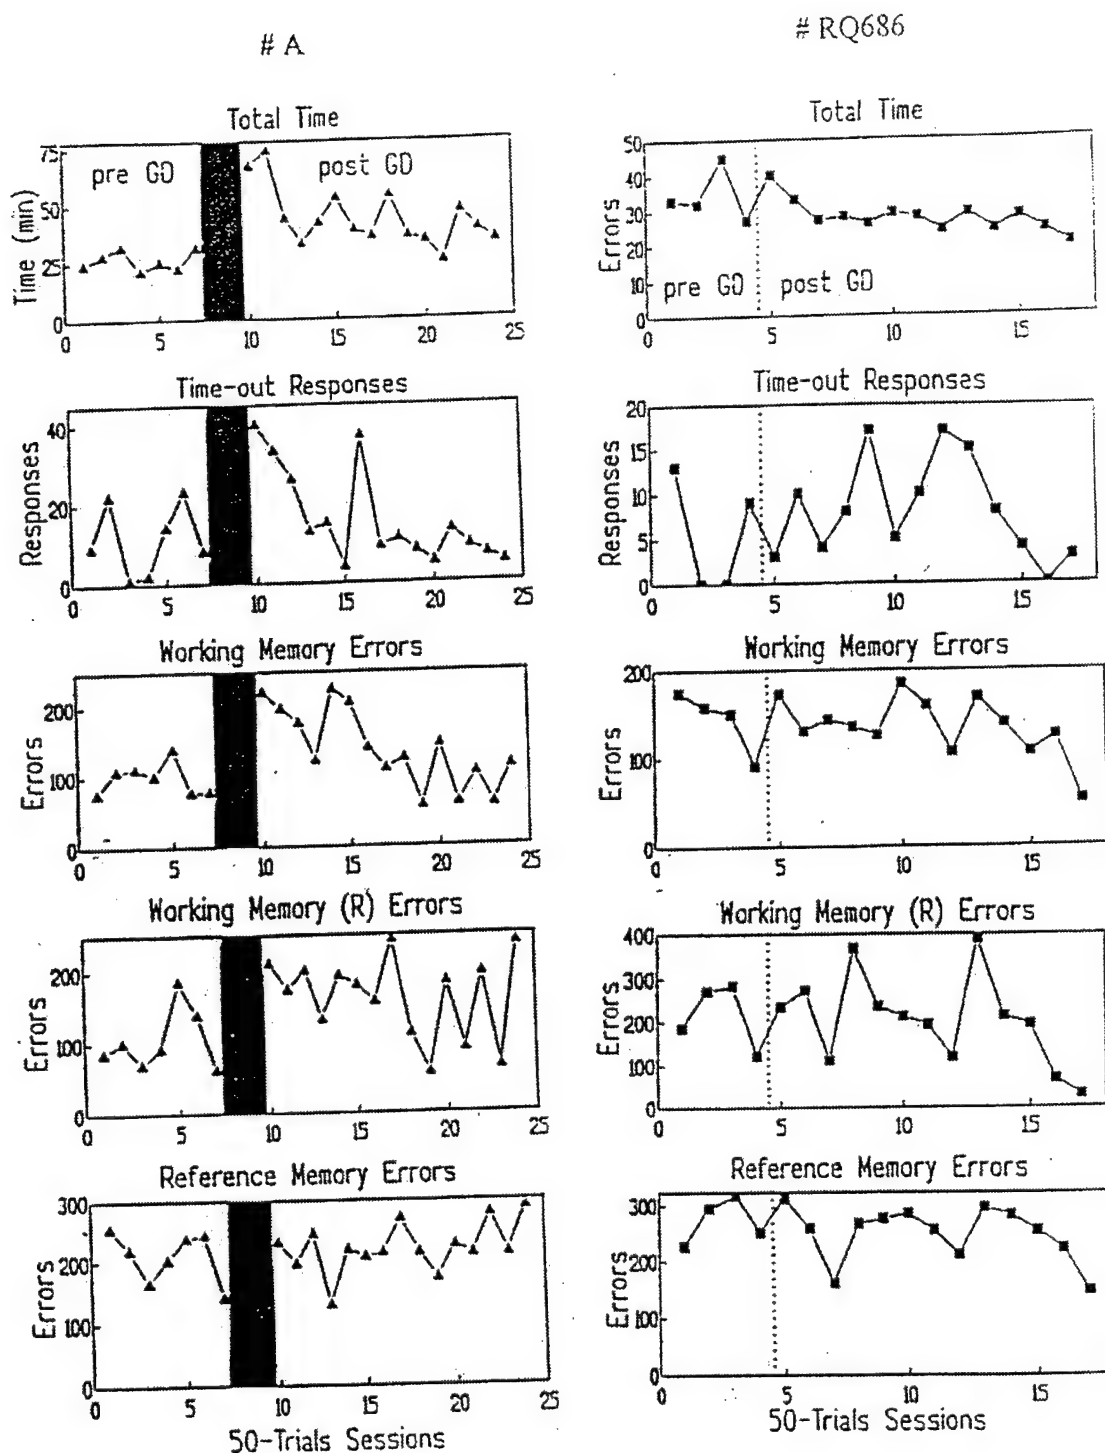 # A
Total Time
75
50
25
0
Time (min)
pre GD
post GD
0 5 10 15 20 25
Time-out Responses
40
20
0
Responses
0 5 10 15 20 25
Working Memory Errors
200
100
0
Errors
0 5 10 15 20 25
Working Memory (R) Errors
200
100
0
Errors
0 5 10 15 20 25
Reference Memory Errors
300
200
100
0
Errors
0 5 10 15 20 25
50-Trials Sessions
# RQ686
Total Time
50
40
30
20
10
0
Errors
pre GD
post GD
0 5 10 15
Time-out Responses
20
15
10
5
0
Responses
0 5 10 15
Working Memory Errors
200
100
0
Errors
0 5 10 15
Working Memory (R) Errors
400
300
200
100
0
Errors
0 5 10 15
Reference Memory Errors
300
200
100
0
Errors
0 5 10 15
50-Trials Sessions